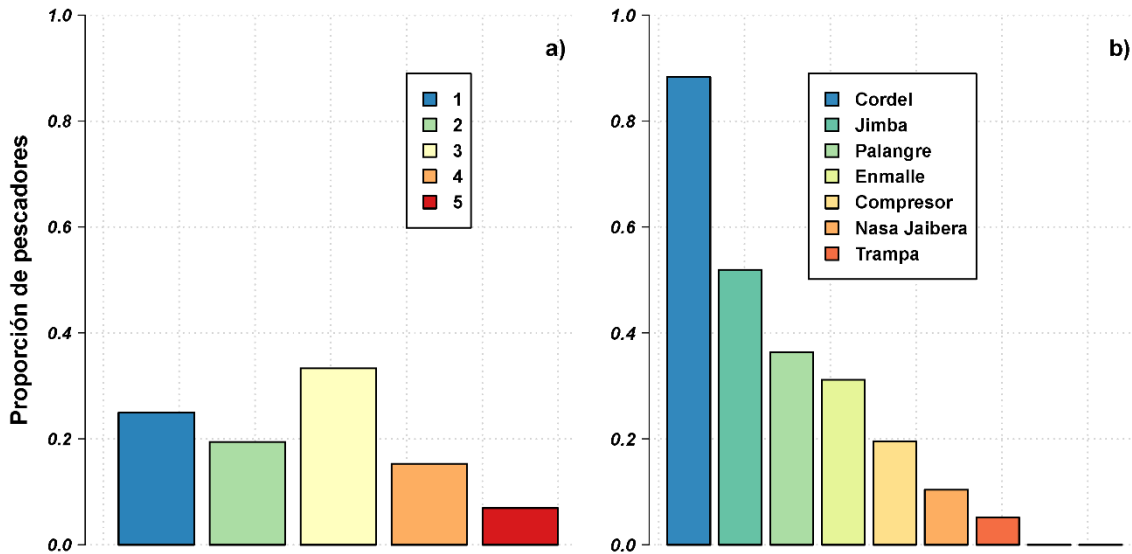 a)
1.0
0.8
0.6
0.4
0.2
0.0
Proporción de pescadores
1
2
3
4
5
b)
1.0
0.8
0.6
0.4
0.2
0.0
Cordel
Jimba
Palangre
Enmalle
Compresor
Nasa Jaibera
Trampa